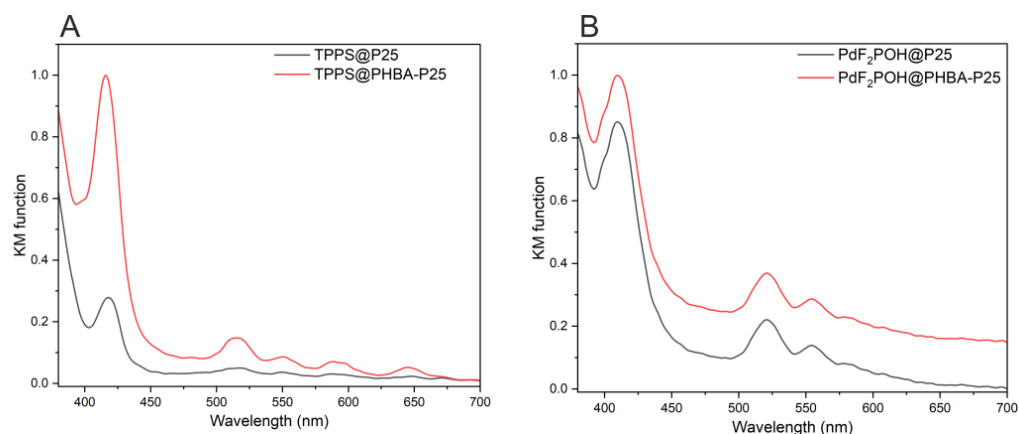 A
TPPS@P25
TPPS@PHBA-P25
KM function
1.0
0.8
0.6
0.4
0.2
0.0
400 450 500 550 600 650 700
Wavelength (nm)
B
PdF₂POH@P25
PdF₂POH@PHBA-P25
KM function
1.0
0.8
0.6
0.4
0.2
0.0
400 450 500 550 600 650 700
Wavelength (nm)